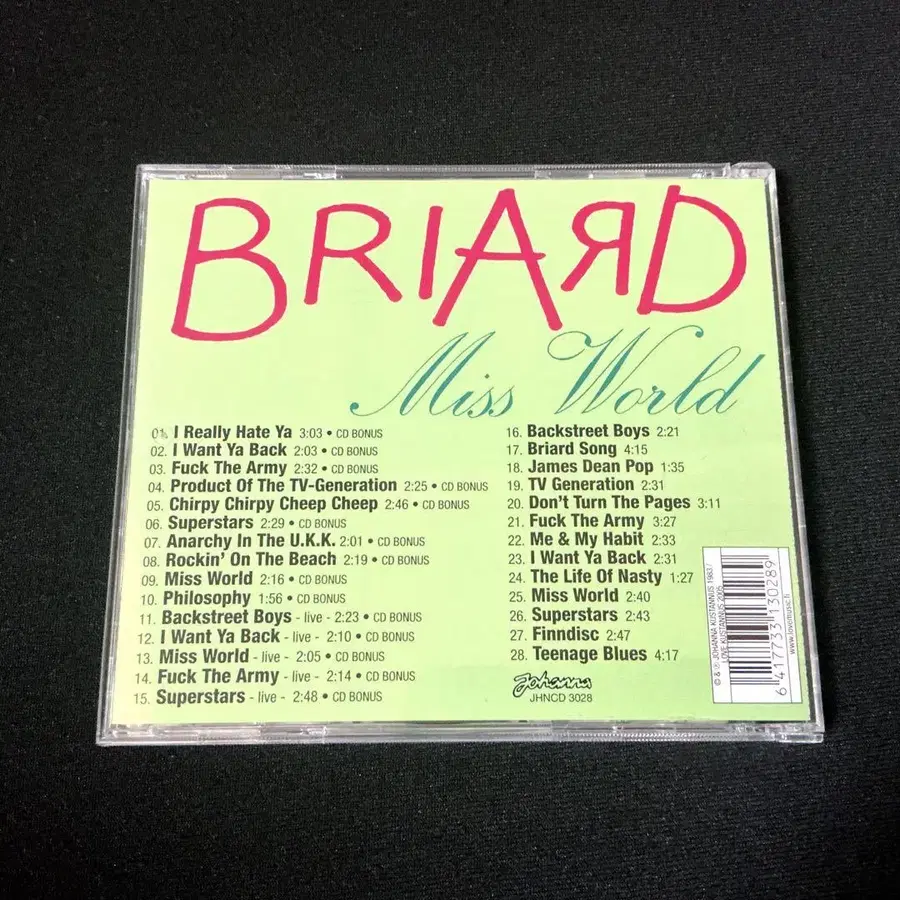 BRIARD
Miss World
01. I Really Hate Ya 3:03 • CD BONUS
02. I Want Ya Back 2:03 • CD BONUS
03. Fuck The Army 2:32 • CD BONUS
04. Product Of The TV-Generation 2:25 • CD BONUS
05. Chirpy Chirpy Cheep Cheep 2:46 • CD BONUS
06. Superstars 2:29 • CD BONUS
07. Anarchy In The U.K.K. 2:01 • CD BONUS
08. Rockin' On The Beach 2:19 • CD BONUS
09. Miss World 2:16 • CD BONUS
10. Philosophy 1:56 • CD BONUS
11. Backstreet Boys - live - 2:23 • CD BONUS
12. I Want Ya Back - live - 2:10 • CD BONUS
13. Miss World - live - 2:05 • CD BONUS
14. Fuck The Army - live - 2:14 • CD BONUS
15. Superstars - live - 2:48 • CD BONUS
16. Backstreet Boys 2:21
17. Briard Song 4:15
18. James Dean Pop 1:35
19. TV Generation 2:31
20. Don't Turn The Pages 3:11
21. Fuck The Army 3:27
22. Me & My Habit 2:33
23. I Want Ya Back 2:31
24. The Life Of Nasty 1:27
25. Miss World 2:40
26. Superstars 2:43
27. Finndisc 2:47
28. Teenage Blues 4:17
Johanna
JHNCD 3028
© & ℗ JOHANNA KUSTANNUS 1983 /
LOVE KUSTANNUS 2005
6 417733 130289
www.lovemusic.fi